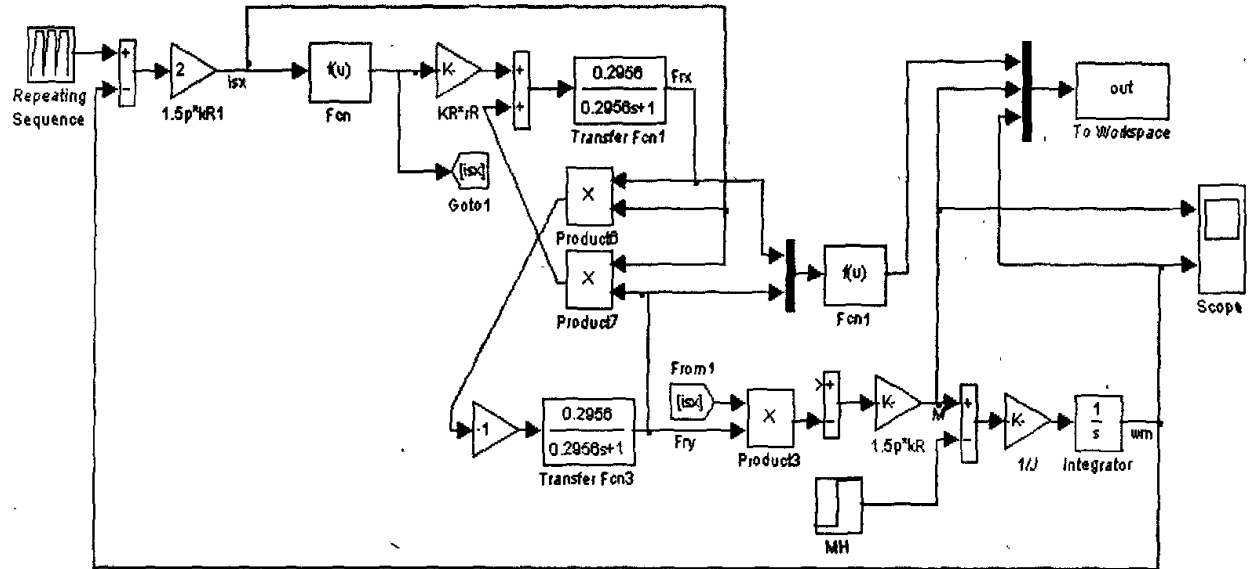 Repeating
Sequence
+
-
2
isx
1.5p*kR1
f(u)
Fcn
K-
KR*rR
+
+
0.2956
0.2956s+1
Transfer Fcn1
Frx
[isx]
Goto1
X
Product6
X
Product7
f(u)
Fcn1
out
To Workspace
Scope
-1
0.2956
0.2956s+1
Transfer Fcn3
Fry
From1
[isx]
X
Product3
+
-
K-
1.5p*kR
M
+
-
K-
1/J
1
s
Integrator
wm
MH